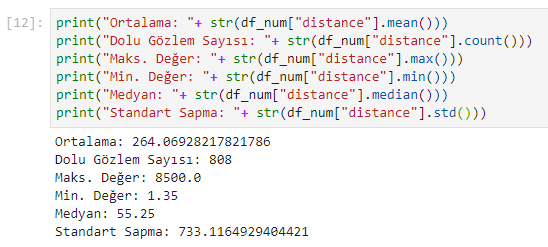 [12]: print("Ortalama: "+ str(df_num["distance"].mean()))
print("Dolu Gözlem Sayısı: "+ str(df_num["distance"].count()))
print("Maks. Değer: "+ str(df_num["distance"].max()))
print("Min. Değer: "+ str(df_num["distance"].min()))
print("Medyan: "+ str(df_num["distance"].median()))
print("Standart Sapma: "+ str(df_num["distance"].std()))
Ortalama: 264.06928217821786
Dolu Gözlem Sayısı: 808
Maks. Değer: 8500.0
Min. Değer: 1.35
Medyan: 55.25
Standart Sapma: 733.1164929404421